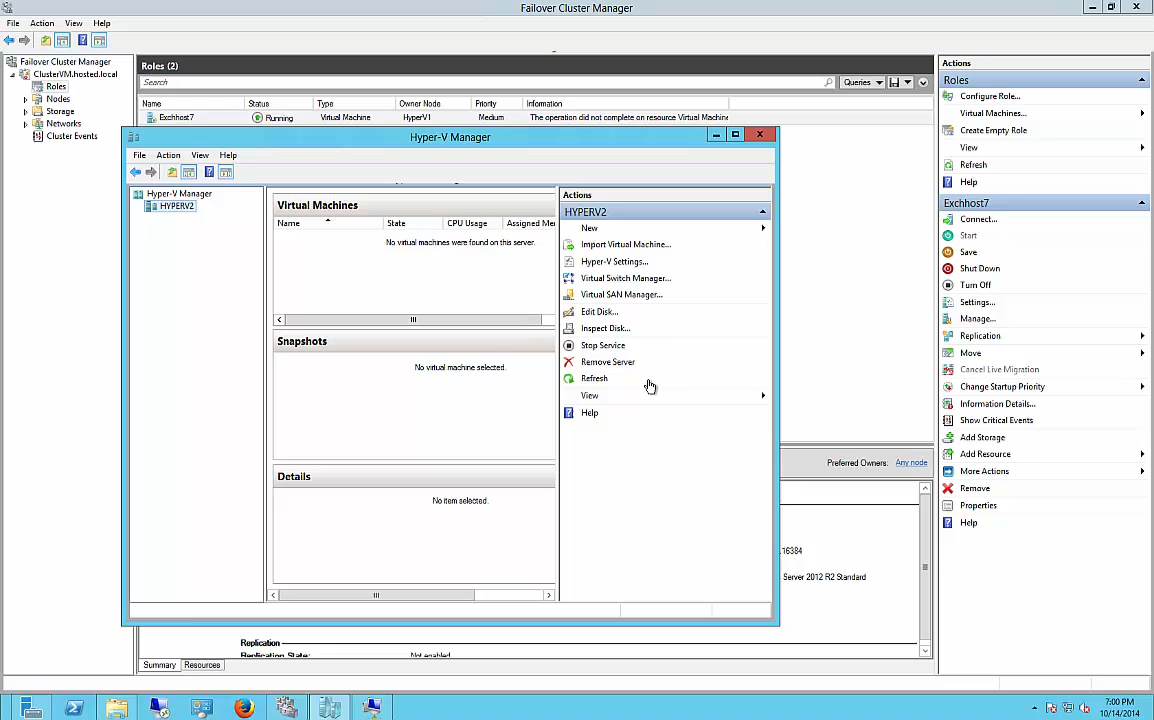 Failover Cluster Manager
File Action View Help
Failover Cluster Manager
ClusterVM.hosted.local
Roles
Nodes
Storage
Networks
Cluster Events
Roles (2)
Search
Queries
Name Status Type Owner Node Priority Information
Exchhost7 Running Virtual Machine HyperV1 Medium The operation did not complete on resource Virtual Machine
Hyper-V Manager
File Action View Help
Hyper-V Manager
HYPERV2
Virtual Machines
Name State CPU Usage Assigned Me
No virtual machines were found on this server.
Snapshots
No virtual machine selected.
Details
No item selected.
Actions
HYPERV2
New
Import Virtual Machine...
Hyper-V Settings...
Virtual Switch Manager...
Virtual SAN Manager...
Edit Disk...
Inspect Disk...
Stop Service
Remove Server
Refresh
View
Help
Preferred Owners: Any node
.16384
Server 2012 R2 Standard
Replication
Replication State: Not enabled
Summary Resources
Actions
Roles
Configure Role...
Virtual Machines...
Create Empty Role
View
Refresh
Help
Exchhost7
Connect...
Start
Save
Shut Down
Turn Off
Settings...
Manage...
Replication
Move
Cancel Live Migration
Change Startup Priority
Information Details...
Show Critical Events
Add Storage
Add Resource
More Actions
Remove
Properties
Help
7:00 PM
10/14/2014